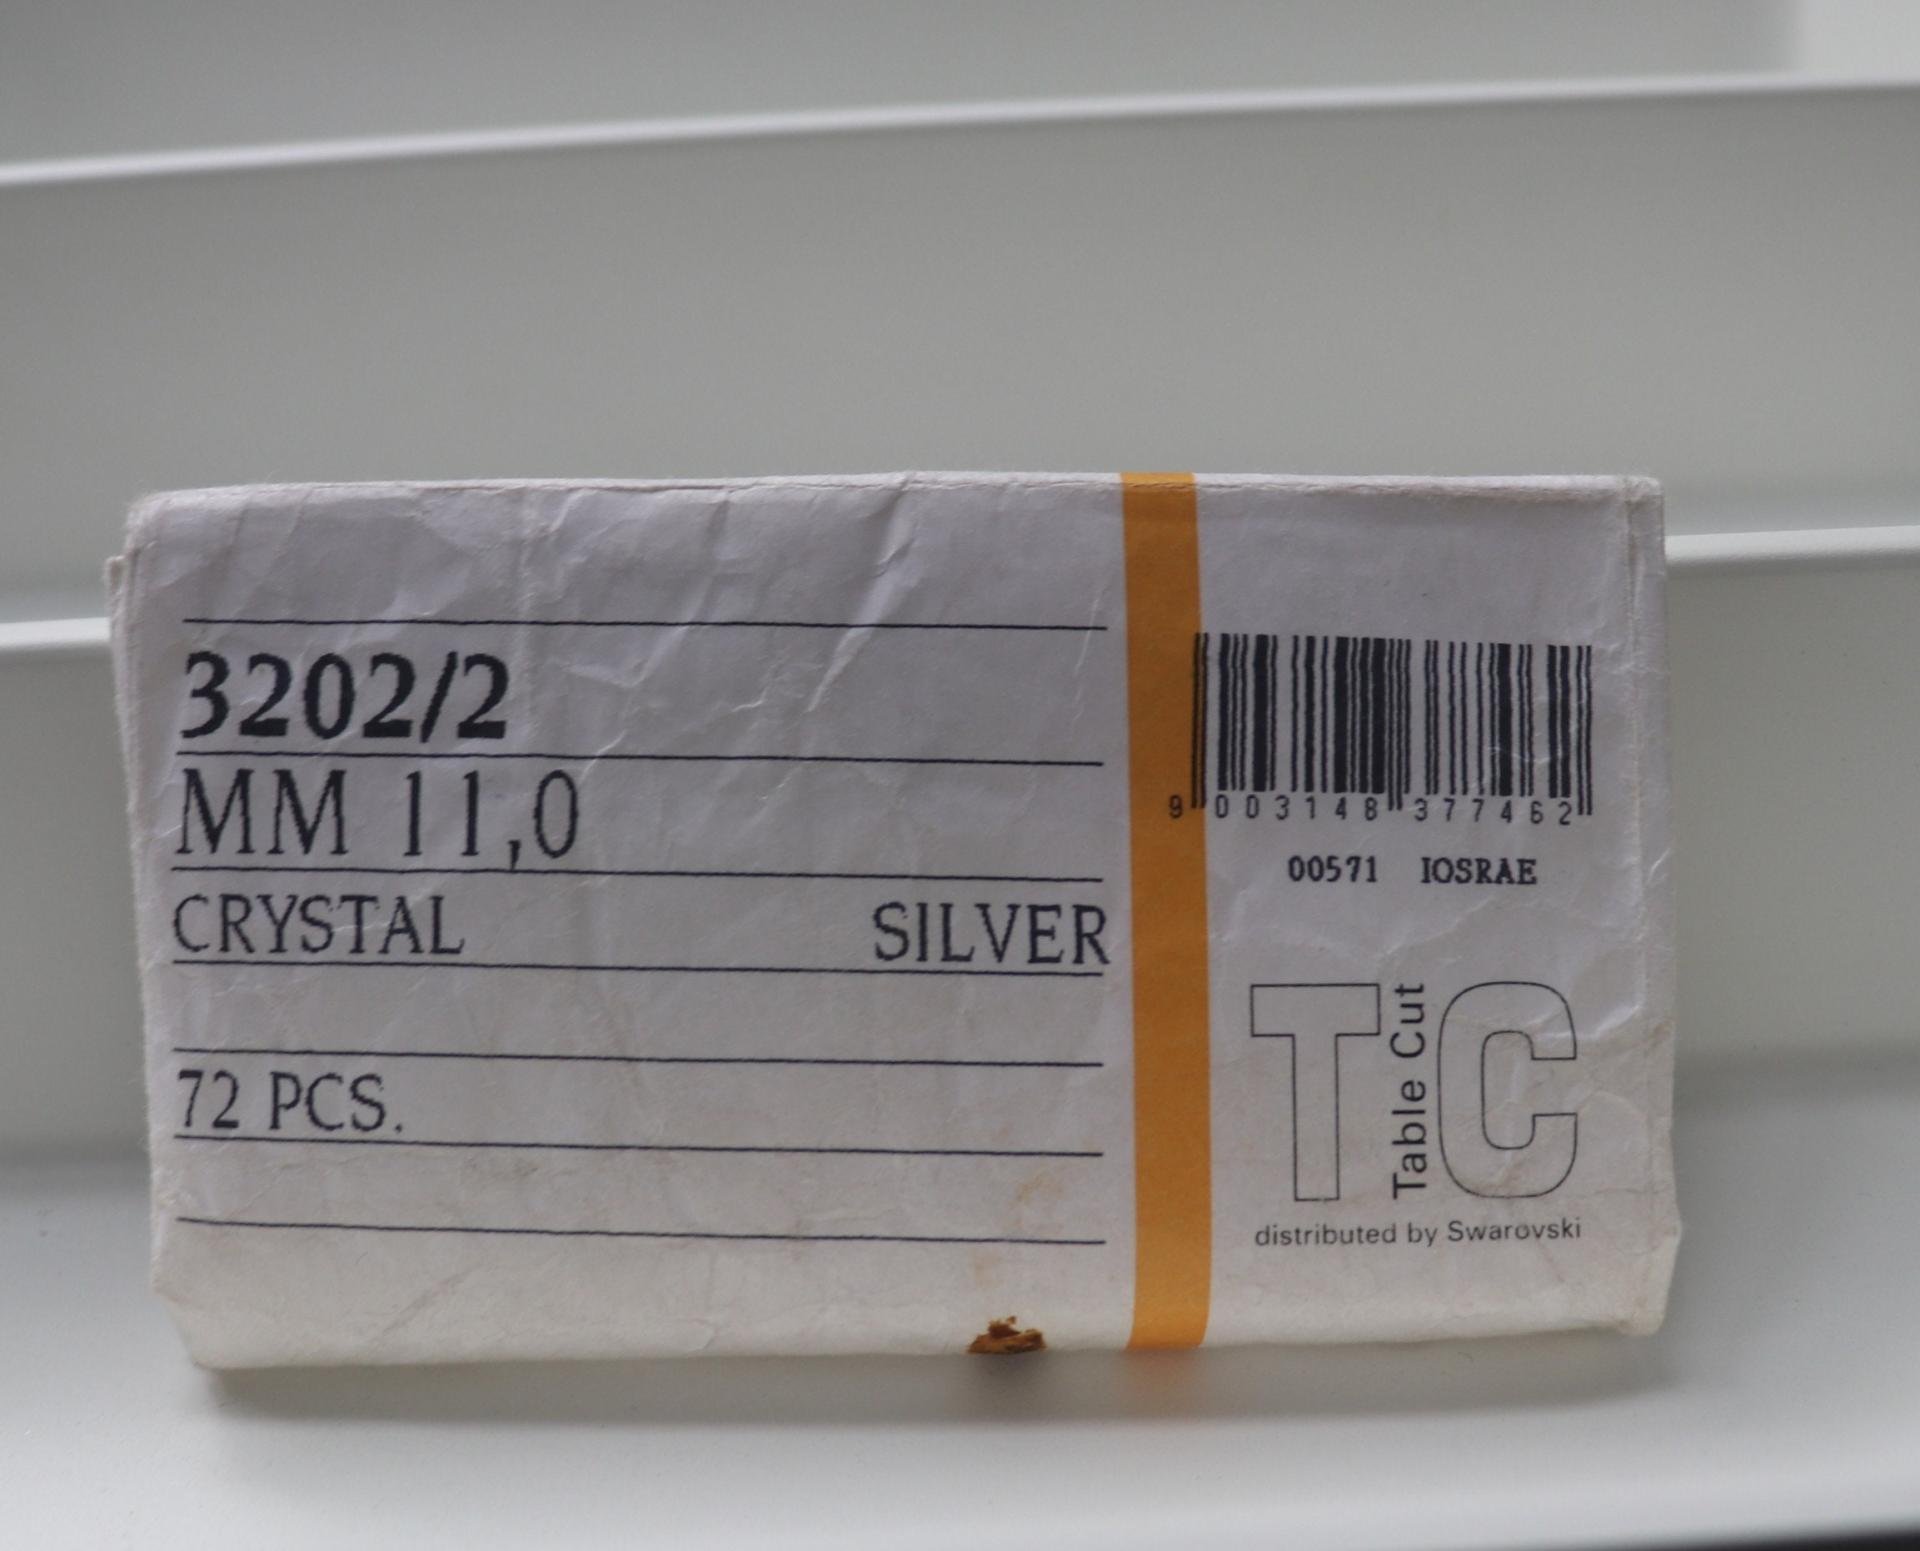 3202/2
MM 11,0
CRYSTAL SILVER
72 PCS.
9 003148 377462
00571 IOSRAE
T Table Cut C
distributed by Swarovski